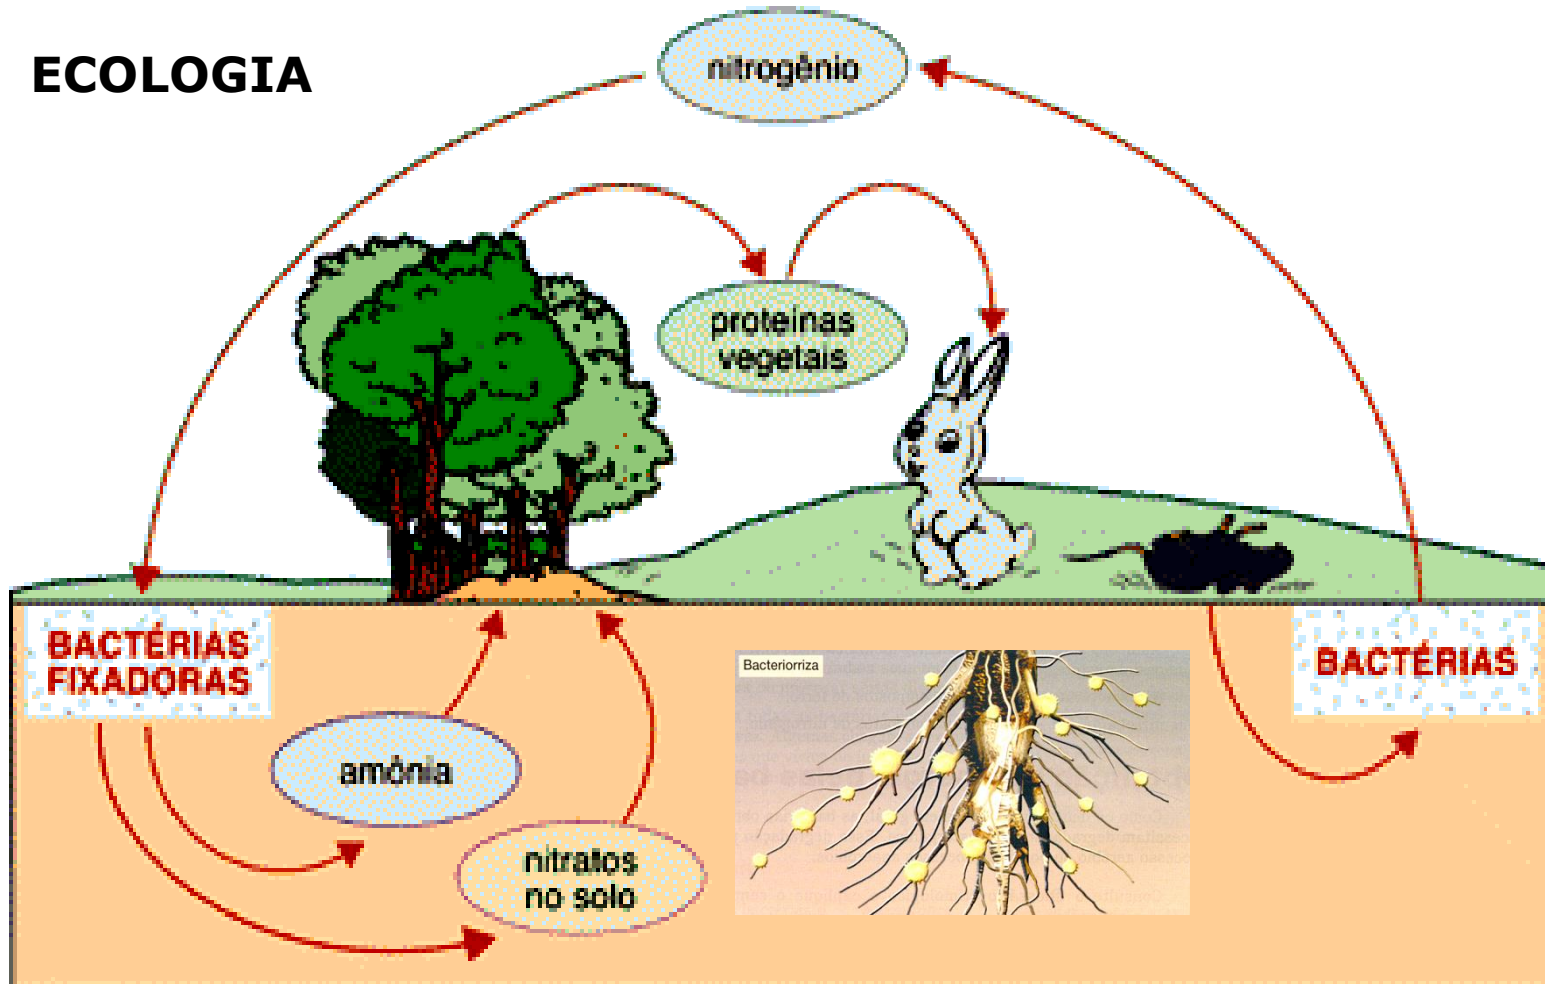 ECOLOGIA
nitrogênio
proteínas
vegetais
BACTÉRIAS
FIXADORAS
amônia
nitratos
no solo
Bacteriorriza
BACTÉRIAS